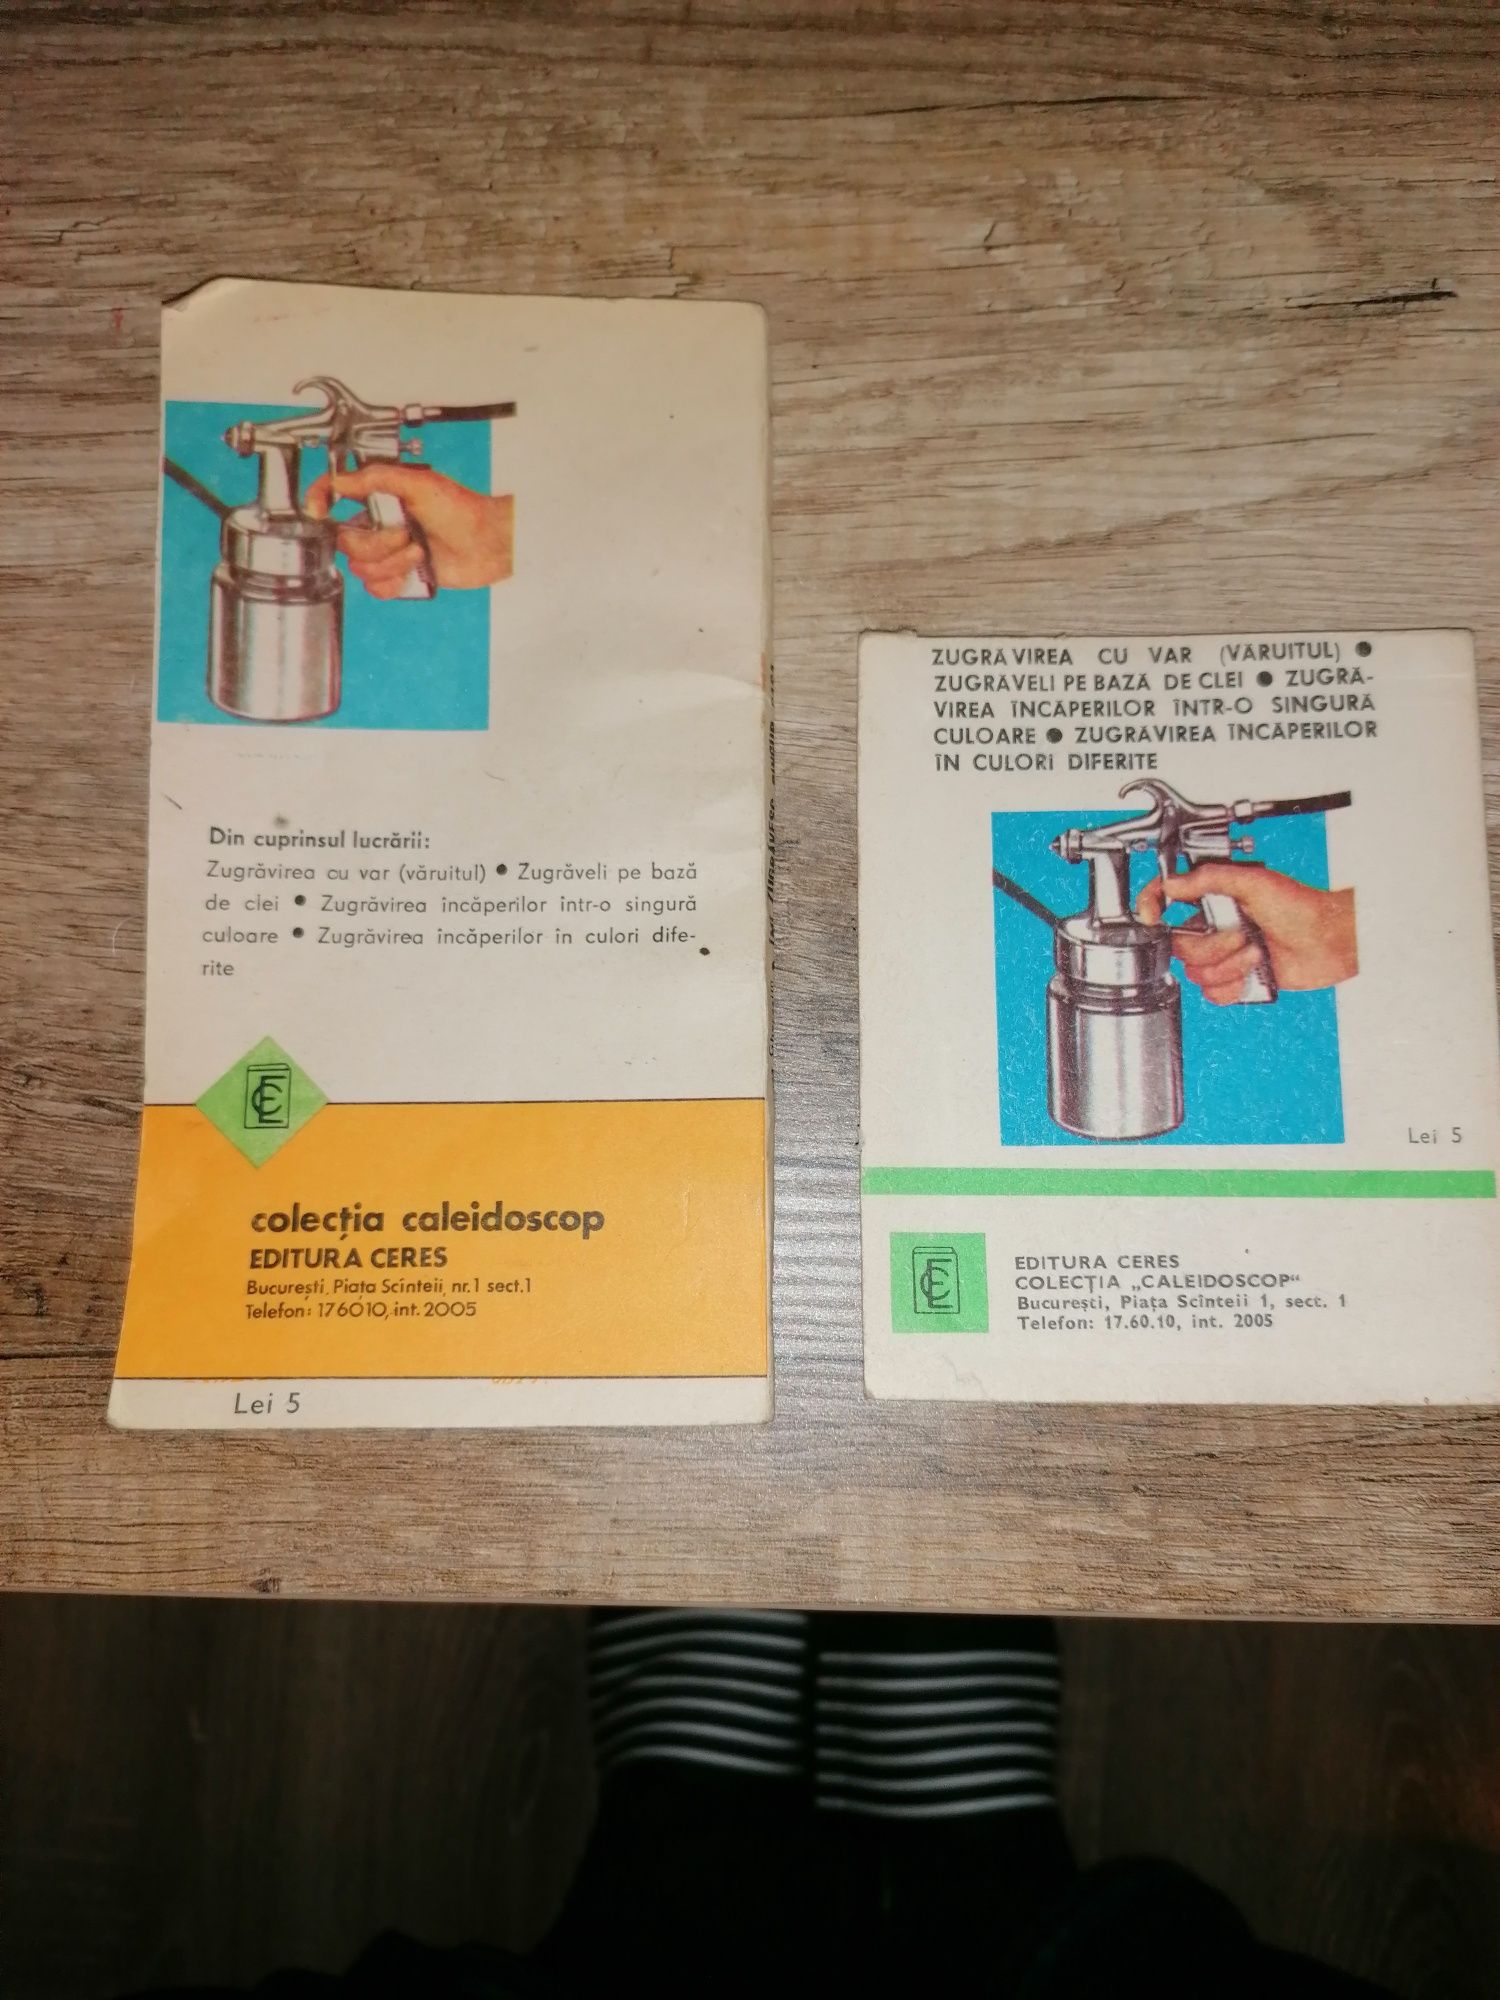 Din cuprinsul lucrării:
Zugrăvirea cu var (văruitul) ● Zugrăveli pe bază
de clei ● Zugrăvirea încăperilor într-o singură
culoare ● Zugrăvirea încăperilor în culori dife-
rite
CE
colecția caleidoscop
EDITURA CERES
București, Piața Scînteii, nr.1 sect.1
Telefon: 176010, int. 2005
Lei 5
ZUGRĂVIREA CU VAR (VĂRUITUL) ●
ZUGRĂVELI PE BAZĂ DE CLEI ● ZUGRĂ-
VIREA ÎNCĂPERILOR ÎNTR-O SINGURĂ
CULOARE ● ZUGRĂVIREA ÎNCĂPERILOR
ÎN CULORI DIFERITE
Lei 5
CE
EDITURA CERES
COLECȚIA „CALEIDOSCOP“
București, Piața Scînteii 1, sect. 1
Telefon: 17.60.10, int. 2005